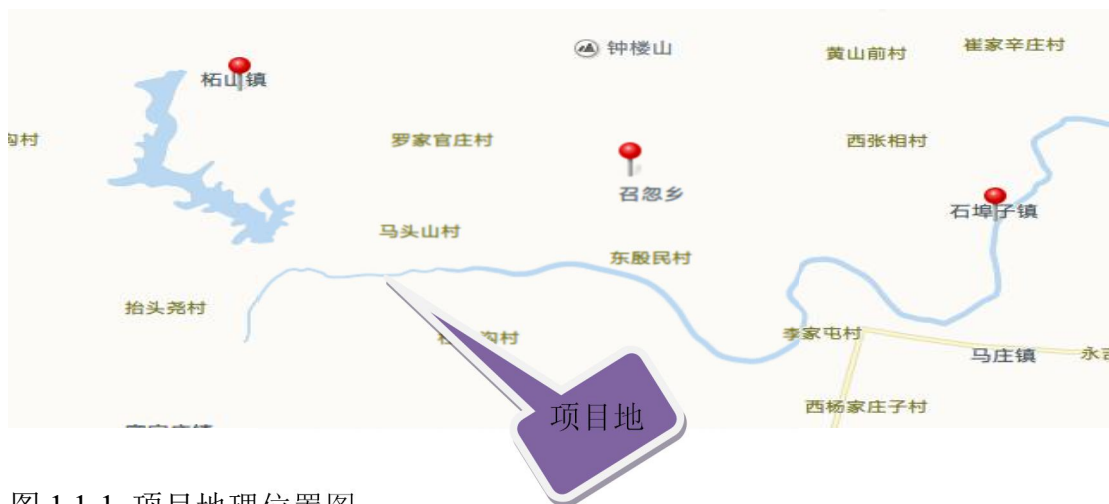 钟楼山
崔家辛庄村
黄山前村
柘山镇
沟村
罗家官庄村
西张相村
召忽乡
石埠子镇
马头山村
东殷民村
抬头尧村
沟村
李家屯村
马庄镇
西杨家庄子村
项目地
图 1.1-1 项目地理位置图